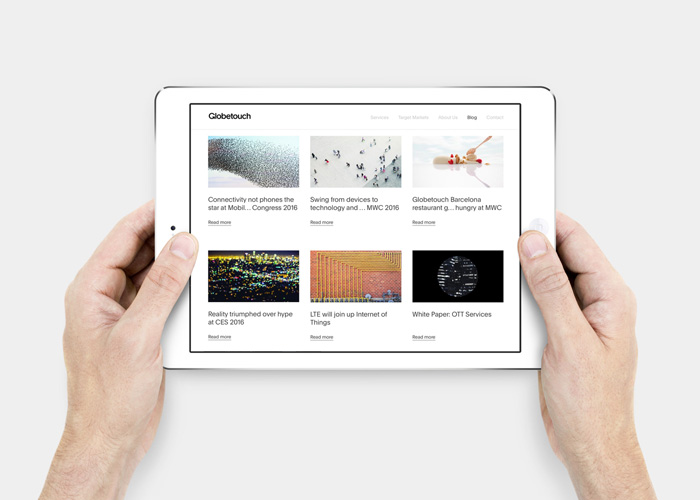 Globetouch
Services Target Markets About Us Blog Contact
Connectivity not phones the
star at Mobil... Congress 2016
Read more
Swing from devices to
technology and ... MWC 2016
Read more
Globetouch Barcelona
restaurant g... hungry at MWC
Read more
Reality triumphed over hype
at CES 2016
Read more
LTE will join up Internet of
Things
Read more
White Paper: OTT Services
Read more